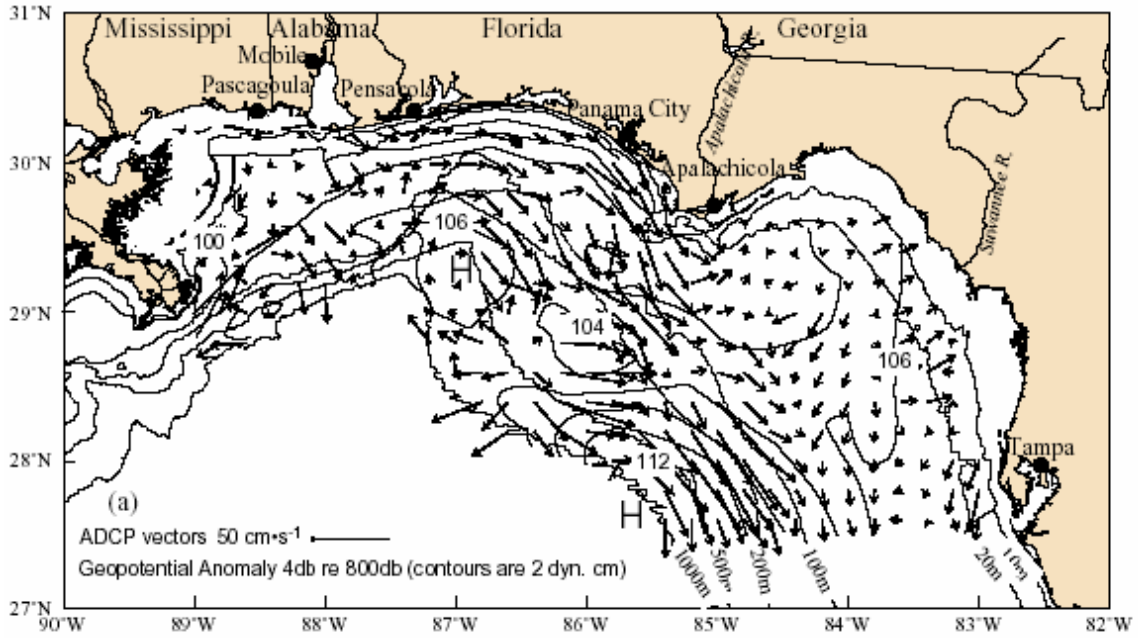 31°N
Mississippi Alabama Florida Georgia
Mobile
Pascagoula Pensacola
Panama City
Apalachicola R.
30°N
Apalachicola
Suwannee R.
106
100
H
29°N
104
106
28°N
112
Tampa
(a)
H
ADCP vectors 50 cm•s⁻¹
Geopotential Anomaly 4db re 800db (contours are 2 dyn. cm)
1000m 500m 200m 100m 20m 10m
27°N
90°W 89°W 88°W 87°W 86°W 85°W 84°W 83°W 82°W